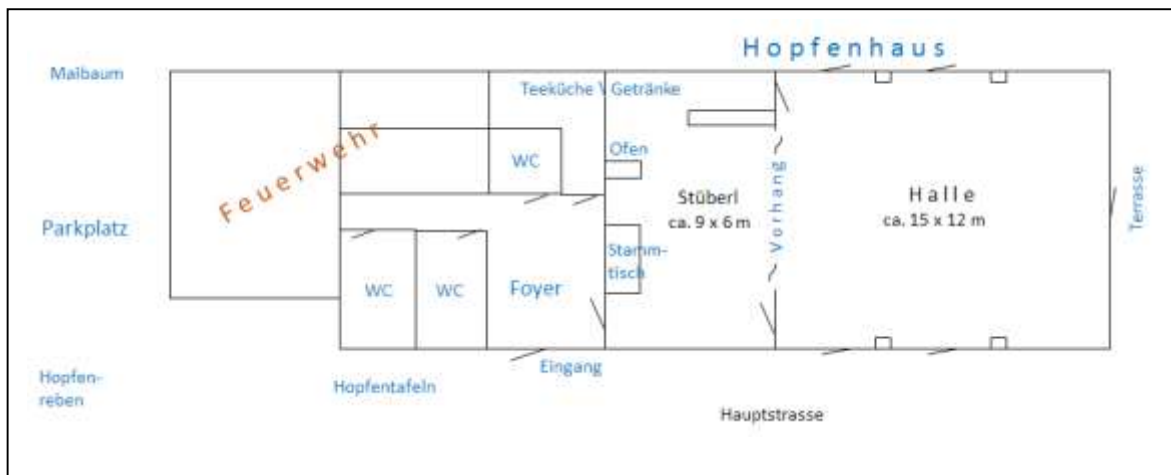 Hopfenhaus
Maibaum
Teeküche
Getränke
Feuerwehr
WC
Ofen
Stüberl
ca. 9 x 6 m
Vorhang
Halle
ca. 15 x 12 m
Terrasse
Parkplatz
Stamm-
tisch
WC
WC
Foyer
Eingang
Hopfen-
reben
Hopfentafeln
Hauptstrasse